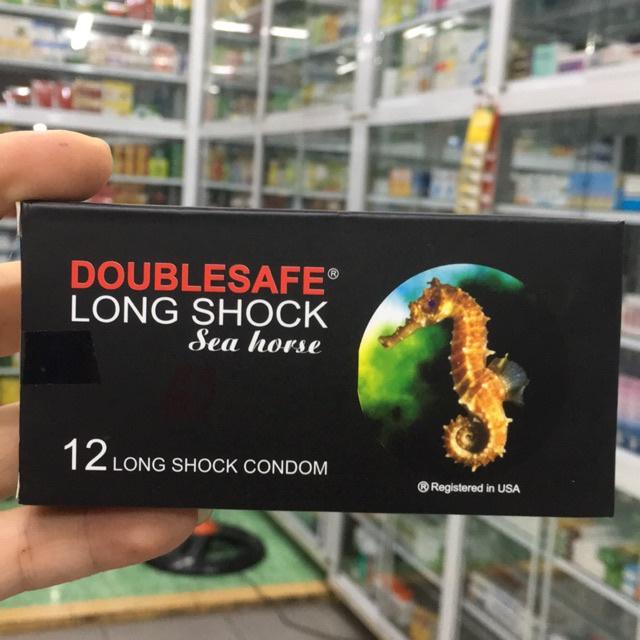 DOUBLESAFE®
LONG SHOCK
Sea horse
12 LONG SHOCK CONDOM
® Registered in USA